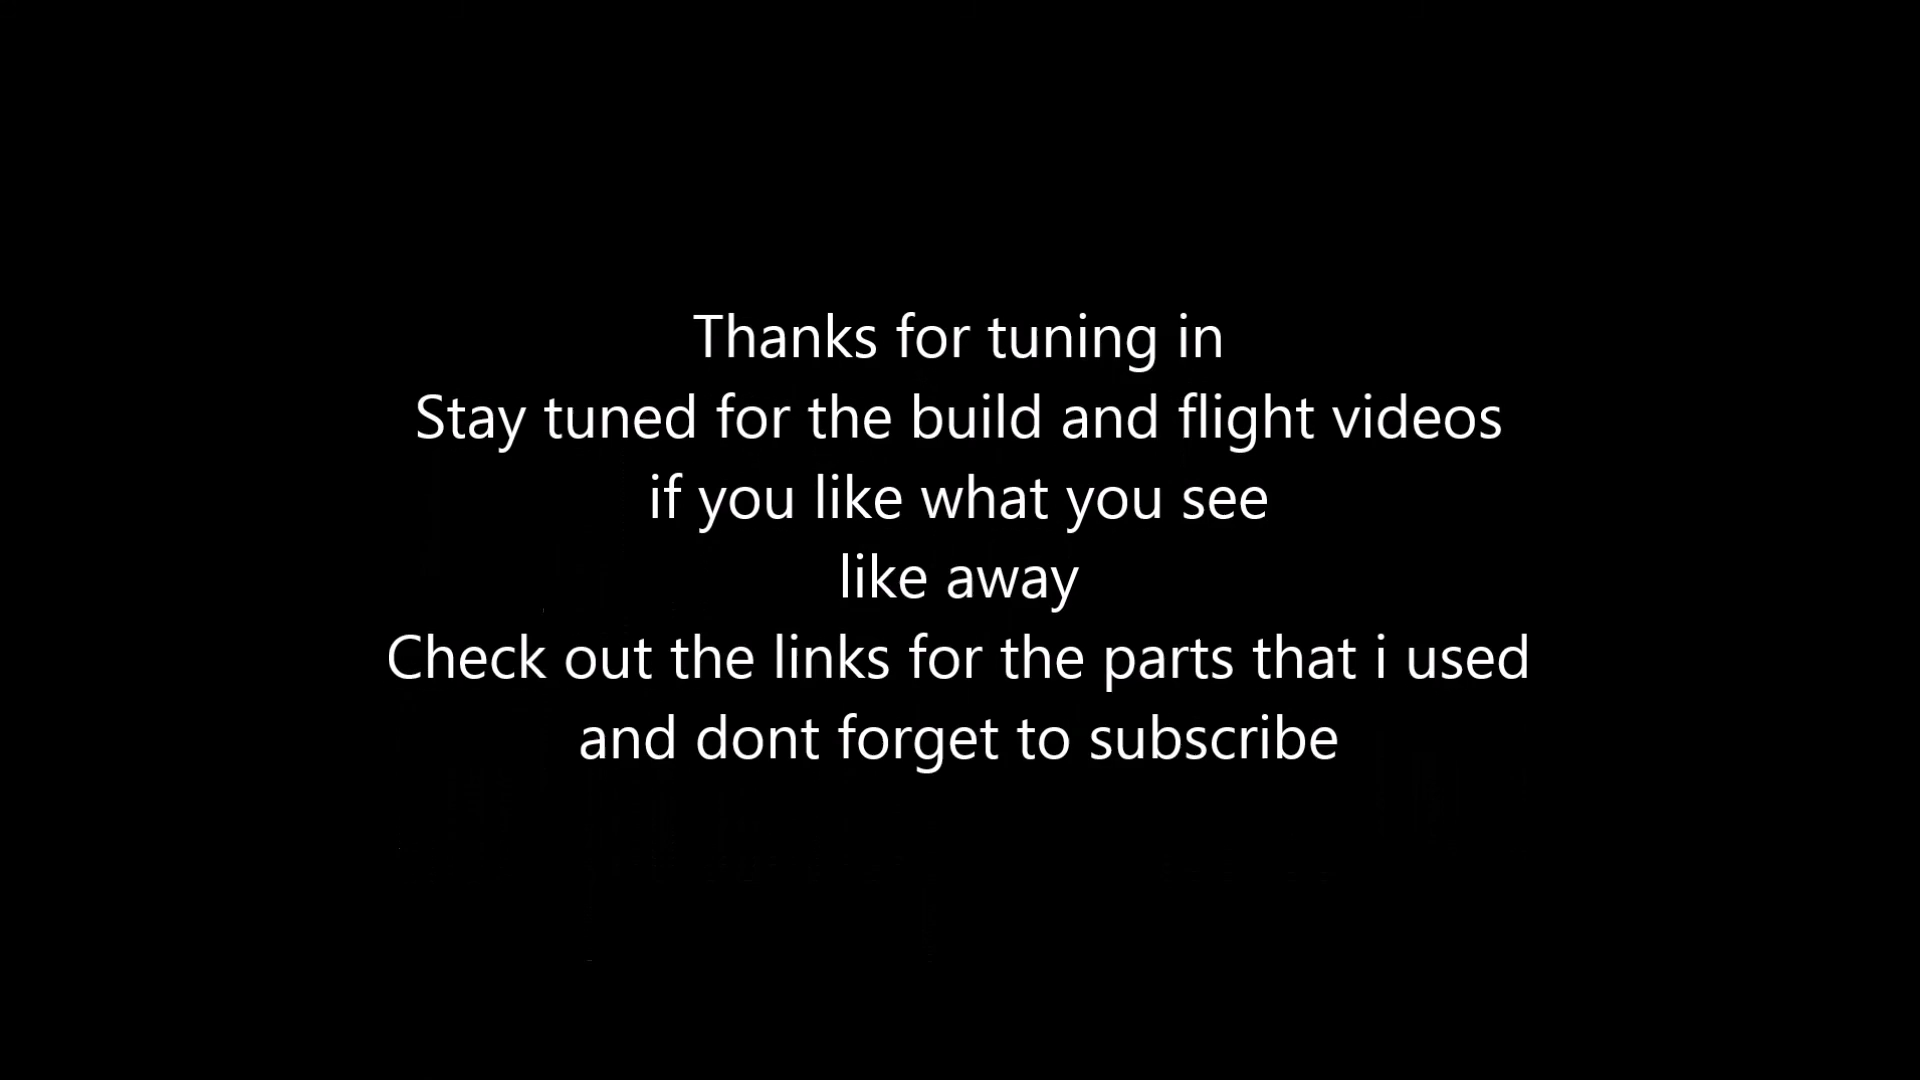 Thanks for tuning in
Stay tuned for the build and flight videos
if you like what you see
like away
Check out the links for the parts that i used
and dont forget to subscribe